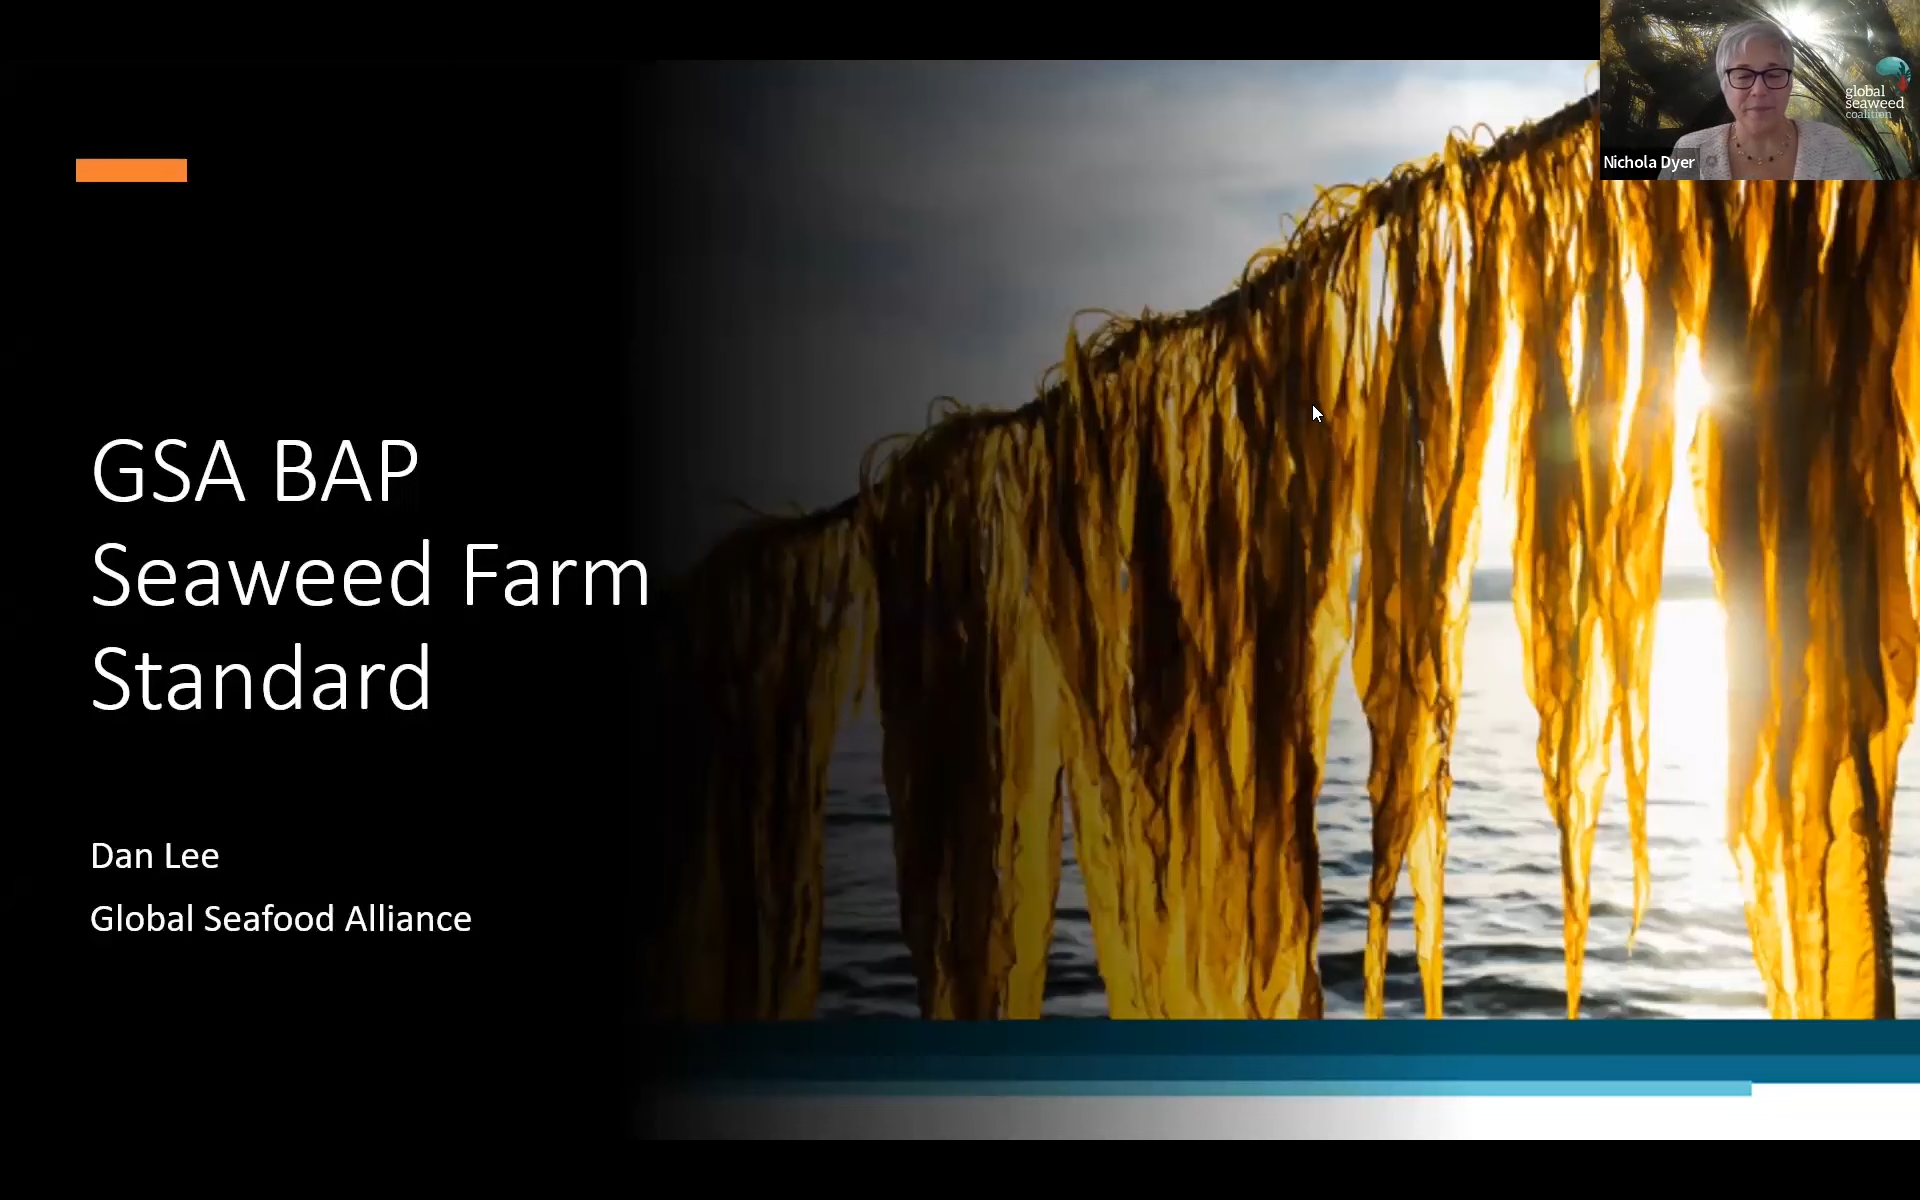 GSA BAP
Seaweed Farm
Standard
Dan Lee
Global Seafood Alliance
global
seaweed
coalition
Nichola Dyer